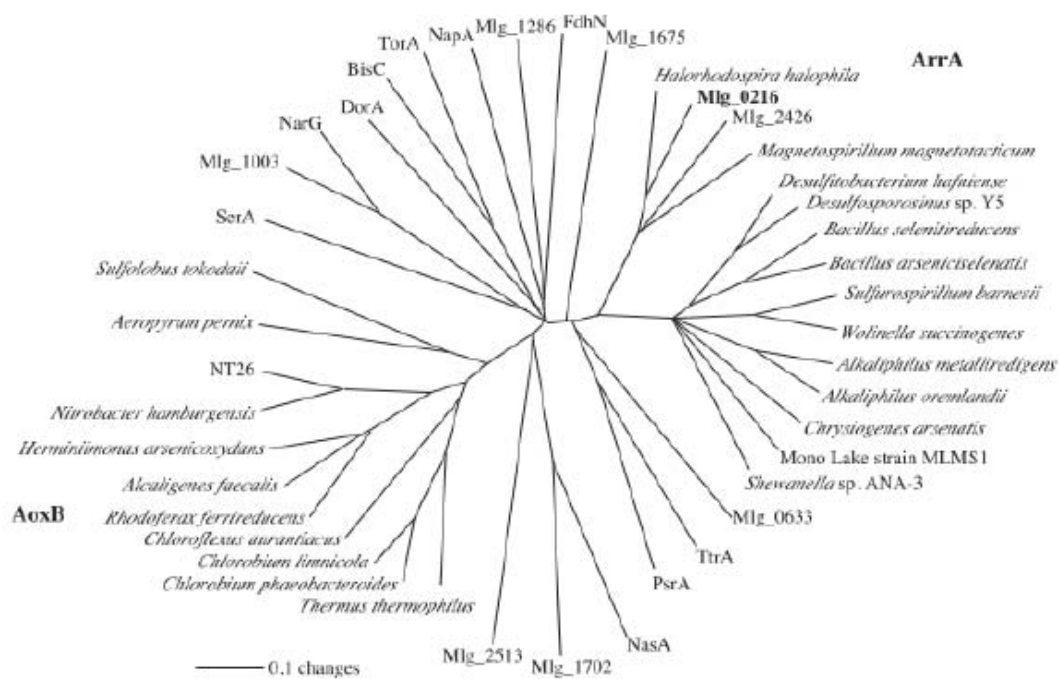 FdhN
Mlg_1286
NapA
TorA
Mlg_1675
ArrA
BisC
Halorhodospira halophila
Mlg_0216
DorA
Mlg_2426
NarG
Magnetospirilium magnetotacticum
Mlg_1003
Desulfitobacterium hafniense
Desulfosporosinus sp. Y5
SerA
Bacillus selenitireducens
Sulfolobus tokodaii
Bacillus arseniciselenatis
Sulfurospirilium barnesii
Aeropyrum pernix
Wolinella succinogenes
NT26
Alkaliphilus metalliredigens
Alkaliphilus oremlandii
Nitrobacter hamburgensis
Chrysiogenes arsenatis
Herminiimonas arsenicoxydans
Mono Lake strain MLMS1
Shewanella sp. ANA-3
Alcaligenes faecalis
AoxB
Rhodoferax ferrireducens
Mlg_0633
Chloroflexus aurantiacus
TtrA
Chlorobium limnicola
Chlorobium phaeobacteroides
PsrA
Thermus thermophilus
NasA
Mlg_2513
Mlg_1702
0.1 changes